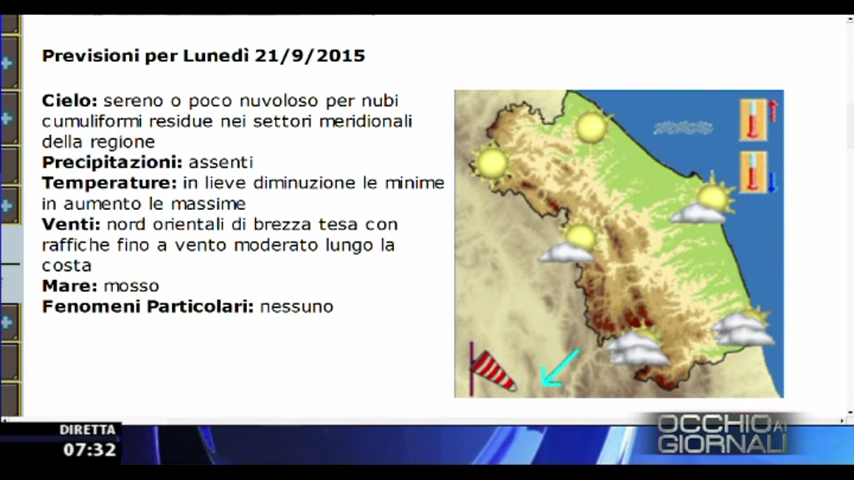 Previsioni per Lunedì 21/9/2015
Cielo: sereno o poco nuvoloso per nubi
cumuliformi residue nei settori meridionali
della regione
Precipitazioni: assenti
Temperature: in lieve diminuzione le minime
in aumento le massime
Venti: nord orientali di brezza tesa con
raffiche fino a vento moderato lungo la
costa
Mare: mosso
Fenomeni Particolari: nessuno
DIRETTA
07:32
OCCHIO AI
GIORNALI